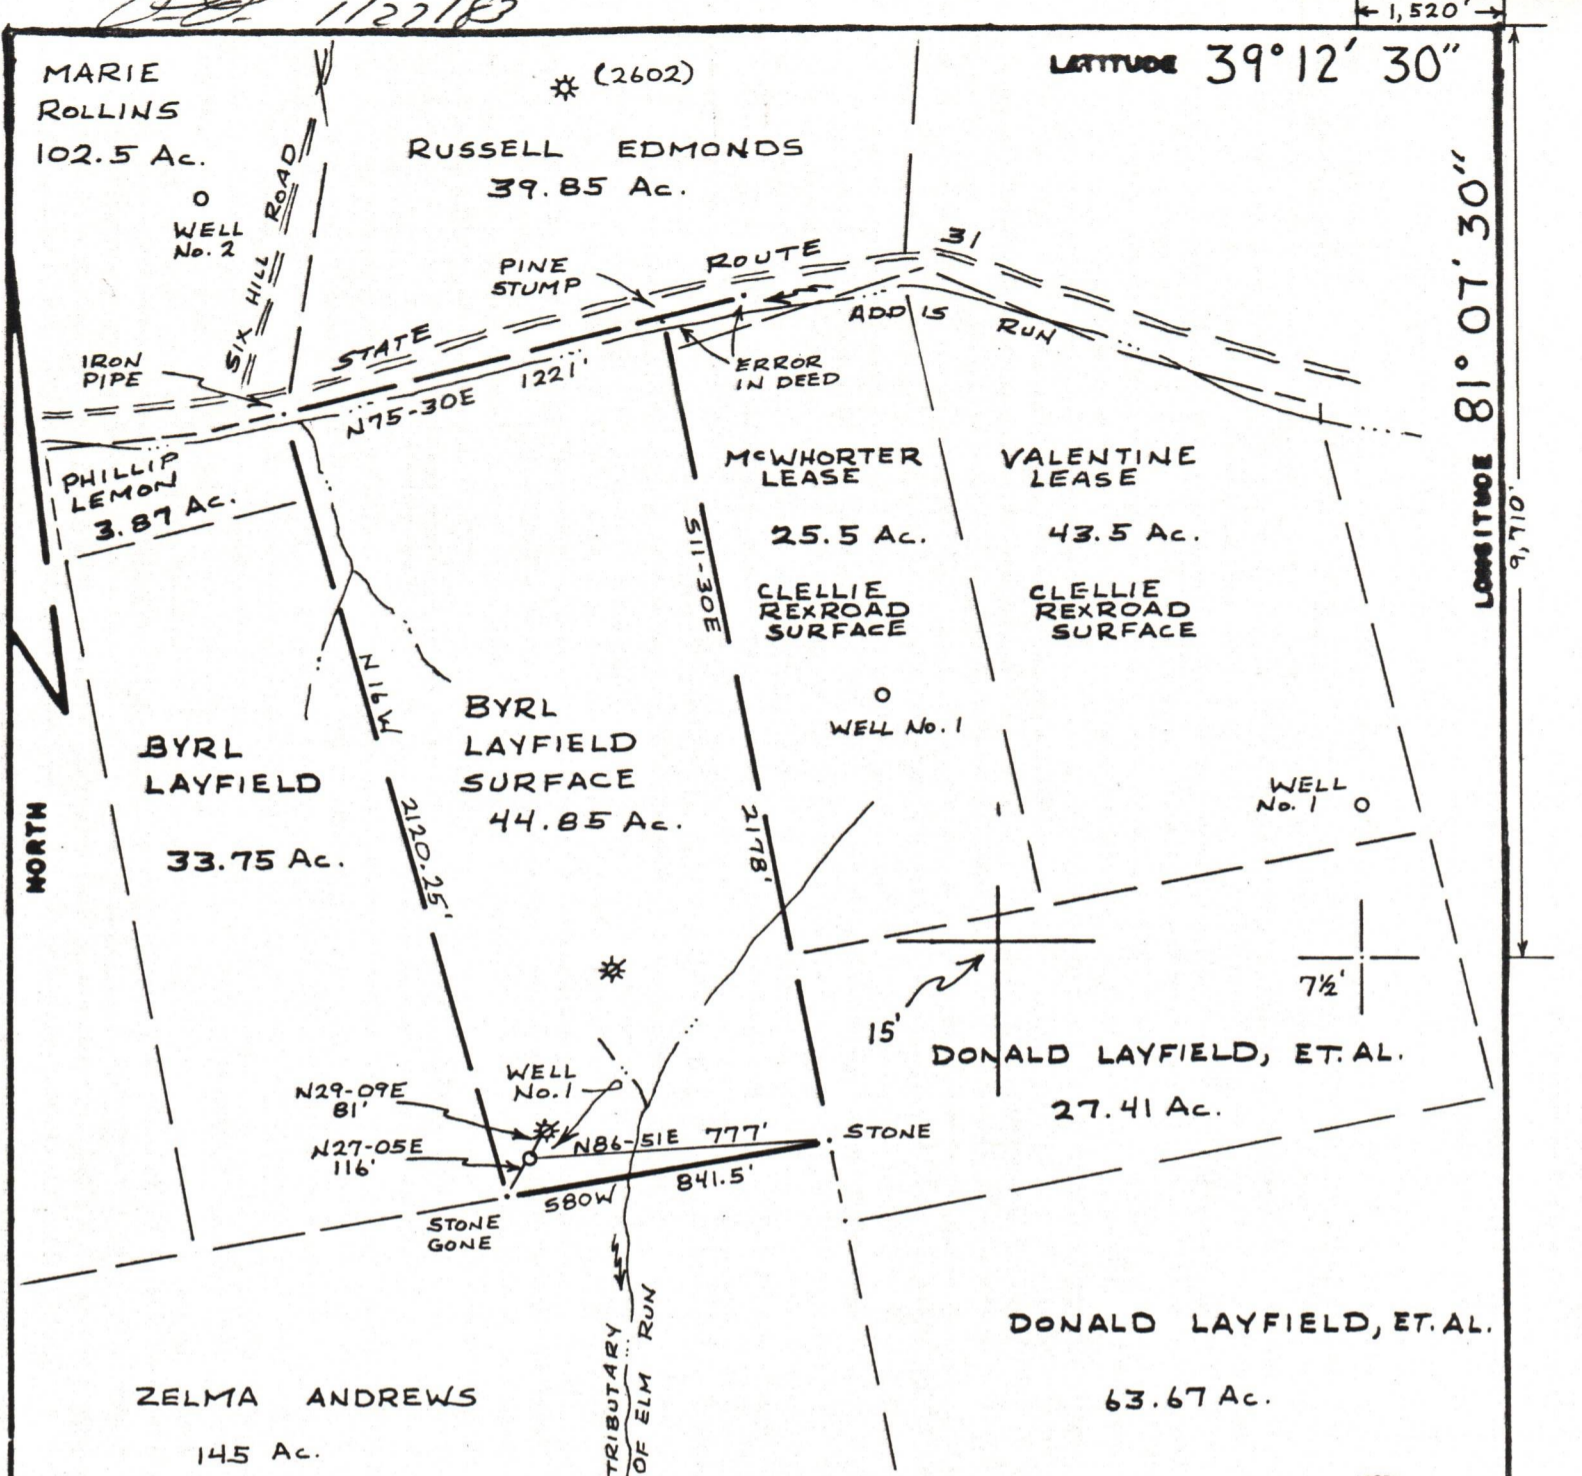 1/27/83
1,520'
LATITUDE 39°12' 30"
MARIE
ROLLINS
102.5 Ac.
WELL
No. 2
SIX HILL ROAD
(2602)
RUSSELL EDMONDS
39.85 Ac.
LONGITUDE 81° 07' 30"
9,710'
PINE
STUMP
STATE ROUTE 31
ADDIS RUN
IRON
PIPE
N75-30E 1221'
ERROR
IN DEED
PHILLIP
LEMON
3.87 Ac.
McWHORTER
LEASE
25.5 Ac.
CLELLIE
REXROAD
SURFACE
WELL No. 1
VALENTINE
LEASE
43.5 Ac.
CLELLIE
REXROAD
SURFACE
WELL
No. 1
S11-30E 2178'
N16W 2120.25'
BYRL
LAYFIELD
SURFACE
44.85 Ac.
BYRL
LAYFIELD
33.75 Ac.
NORTH
15'
7½'
DONALD LAYFIELD, ET. AL.
27.41 Ac.
WELL
No. 1
N29-09E
81'
N27-05E
116'
N86-51E 777'
STONE
S80W 841.5'
STONE
GONE
TRIBUTARY
OF ELM RUN
DONALD LAYFIELD, ET. AL.
63.67 Ac.
ZELMA ANDREWS
145 Ac.